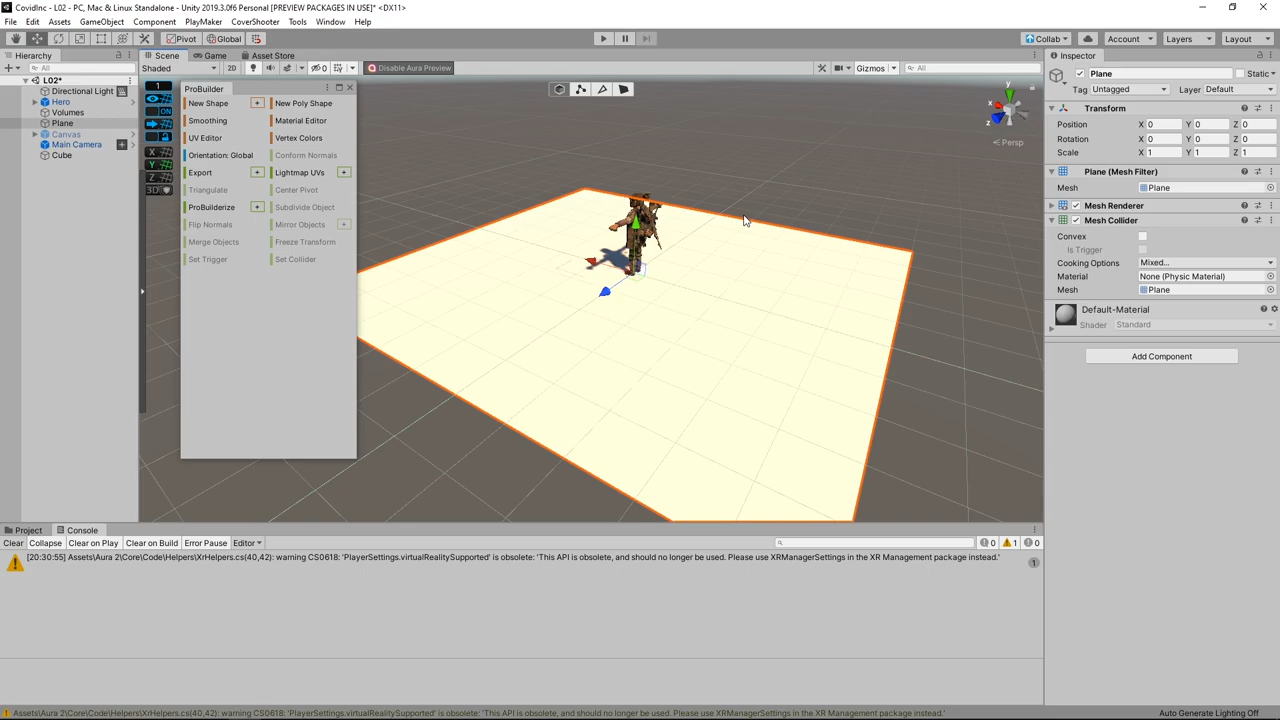 CovidInc - L02 - PC, Mac & Linux Standalone - Unity 2019.3.0f6 Personal [PREVIEW PACKAGES IN USE]* <DX11>
File Edit Assets GameObject Component PlayMaker CoverShooter Tools Window Help
Pivot Global Collab Account Layers Layout
Hierarchy Scene Game Asset Store Inspector
All Shaded 2D 0 Disable Aura Preview Gizmos All
L02*
Directional Light
Hero
Volumes
Plane
Canvas
Main Camera
Cube
1
ON
X
Y
Z
3D
ProBuilder
New Shape + New Poly Shape
Smoothing Material Editor
UV Editor Vertex Colors
Orientation: Global Conform Normals
Export + Lightmap UVs +
Triangulate Center Pivot
ProBuilderize + Subdivide Object
Flip Normals Mirror Objects +
Merge Objects Freeze Transform
Set Trigger Set Collider
y
x
z
Persp
Plane Static
Tag Untagged Layer Default
Transform
Position X 0 Y 0 Z 0
Rotation X 0 Y 0 Z 0
Scale X 1 Y 1 Z 1
Plane (Mesh Filter)
Mesh Plane
Mesh Renderer
Mesh Collider
Convex
Is Trigger
Cooking Options Mixed...
Material None (Physic Material)
Mesh Plane
Default-Material
Shader Standard
Add Component
Project Console
Clear Collapse Clear on Play Clear on Build Error Pause Editor 0 1 0
[20:30:55] Assets\Aura 2\Core\Code\Helpers\XrHelpers.cs(40,42): warning CS0618: 'PlayerSettings.virtualRealitySupported' is obsolete: 'This API is obsolete, and should no longer be used. Please use XRManagerSettings in the XR Management package instead.'
1
Assets\Aura 2\Core\Code\Helpers\XrHelpers.cs(40,42): warning CS0618: 'PlayerSettings.virtualRealitySupported' is obsolete: 'This API is obsolete, and should no longer be used. Please use XRManagerSettings in the XR Management package instead.'
Auto Generate Lighting Off